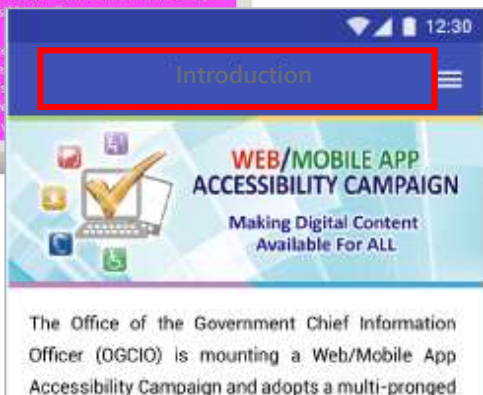 12:30
Introduction
WEB/MOBILE APP
ACCESSIBILITY CAMPAIGN
Making Digital Content
Available For ALL
The Office of the Government Chief Information
Officer (OGCIO) is mounting a Web/Mobile App
Accessibility Campaign and adopts a multi-pronged